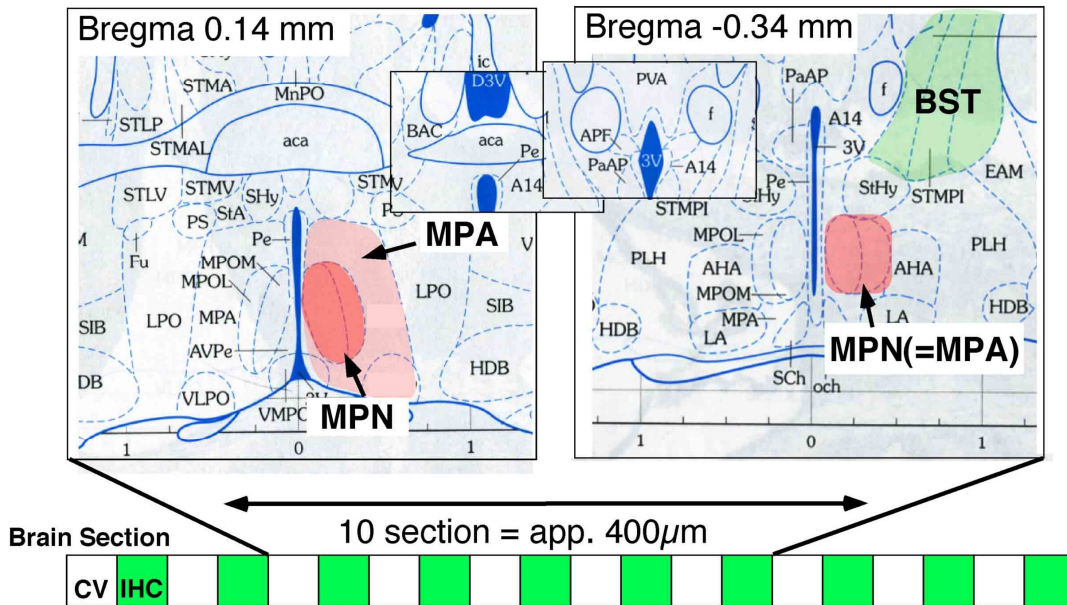 Bregma 0.14 mm
STMA
MnPO
STLP
STMAL
aca
ic
D3V
BAC
aca
Pe
A14
STLV
STMV
SHy
PS
StA
Pe
Fu
MPOM
MPOL
LPO
MPA
AVPe
SIB
VLPO
VMPO
MPA
MPN
LPO
SIB
HDB
1
0
1
Bregma -0.34 mm
PVA
f
APF
PaAP
3V
A14
PaAP
f
BST
A14
3V
Pe
StHy
STMPI
EAM
STMPI
MPOL
PLH
AHA
MPOM
MPA
HDB
LA
SCh
och
AHA
PLH
LA
HDB
MPN(=MPA)
1
0
1
10 section = app. 400µm
Brain Section
CV IHC